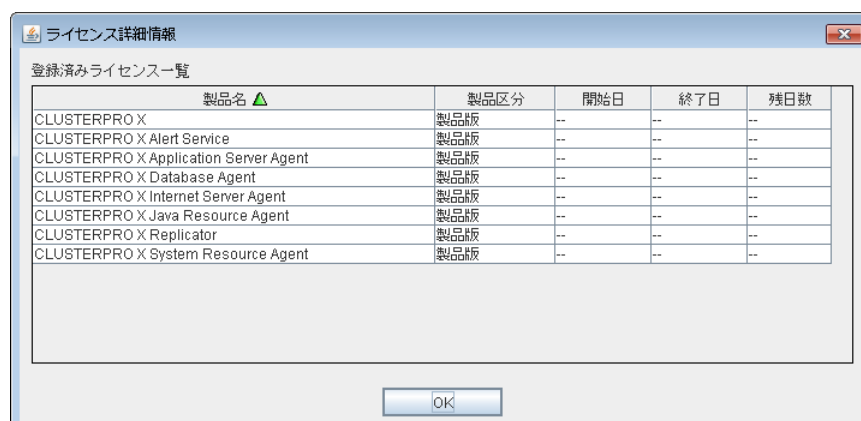 ライセンス詳細情報
登録済みライセンス一覧
製品名 製品区分 開始日 終了日 残日数
CLUSTERPRO X 製品版 -- -- --
CLUSTERPRO X Alert Service 製品版 -- -- --
CLUSTERPRO X Application Server Agent 製品版 -- -- --
CLUSTERPRO X Database Agent 製品版 -- -- --
CLUSTERPRO X Internet Server Agent 製品版 -- -- --
CLUSTERPRO X Java Resource Agent 製品版 -- -- --
CLUSTERPRO X Replicator 製品版 -- -- --
CLUSTERPRO X System Resource Agent 製品版 -- -- --
OK